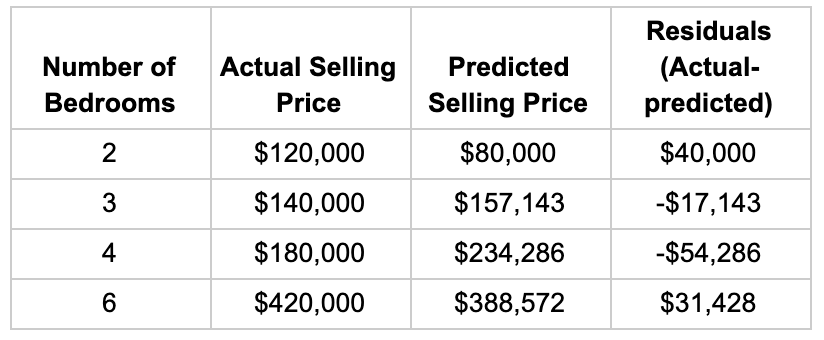 Number of Bedrooms | Actual Selling Price | Predicted Selling Price | Residuals (Actual-predicted)
2 | $120,000 | $80,000 | $40,000
3 | $140,000 | $157,143 | -$17,143
4 | $180,000 | $234,286 | -$54,286
6 | $420,000 | $388,572 | $31,428